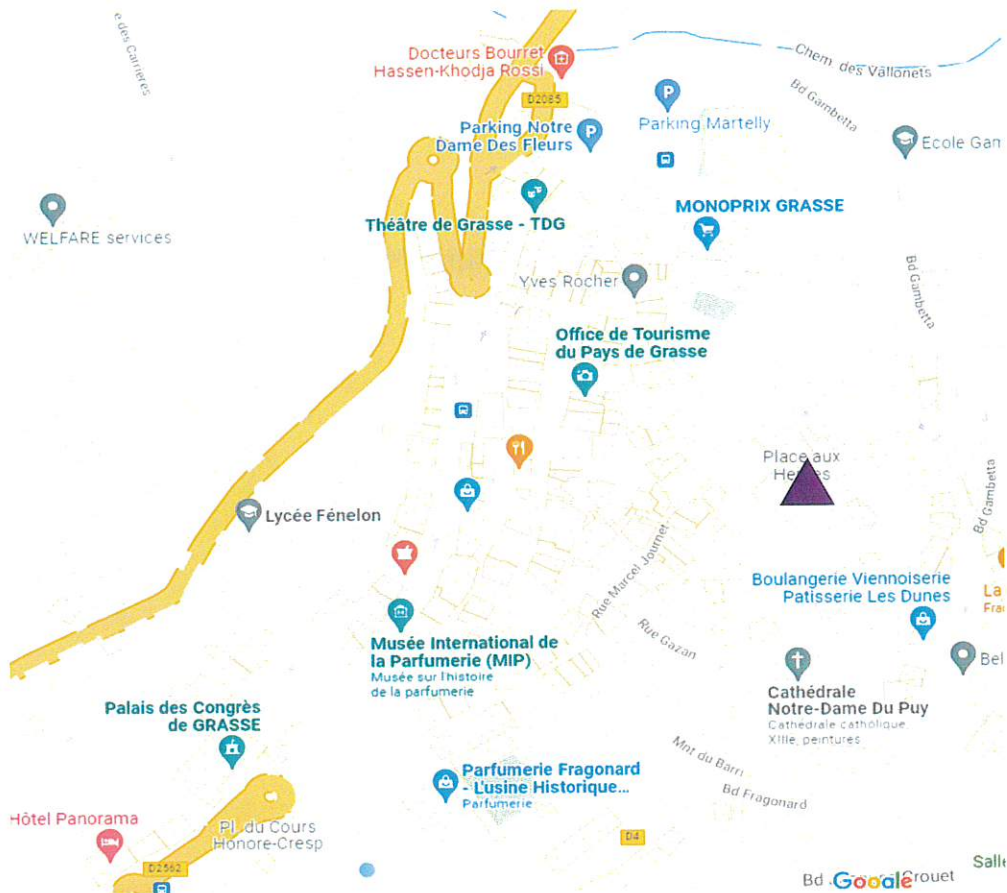 e des Carrières
Docteurs Bourret
Hassen-Khodja Rossi
D2085
Chem. des Vallonets
Bd Gambetta
Parking Notre
Dame Des Fleurs
P
P
Parking Martelly
Ecole Gam
WELFARE services
Théâtre de Grasse - TDG
MONOPRIX GRASSE
Yves Rocher
Bd Gambetta
Office de Tourisme
du Pays de Grasse
Place aux
Bd Gambetta
Lycée Fénelon
Rue Marcel Journet
Boulangerie Viennoiserie
Patisserie Les Dunes
La
Musée International de
la Parfumerie (MIP)
Musée sur l'histoire
de la parfumerie
Rue Gazan
Bel
Cathédrale
Notre-Dame Du Puy
Cathédrale catholique,
XIIIe, peintures
Palais des Congrès
de GRASSE
Mnt du Barri
Parfumerie Fragonard
- L'usine Historique...
Parfumerie
Bd Fragonard
Hôtel Panorama
Pl. du Cours
Honore-Cresp
D4
D2562
Salle
Bd
Google
Crouet